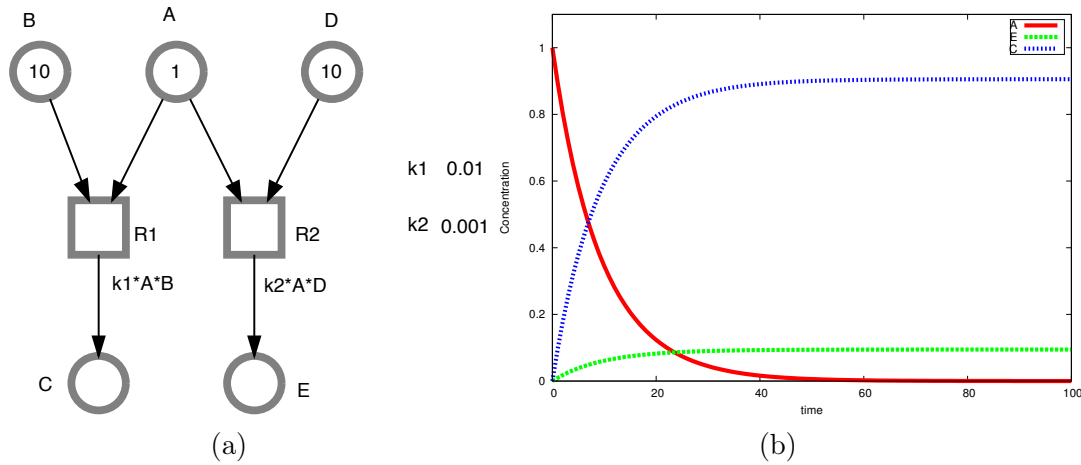 B A D
10 1 10
R1 R2
k1*A*B k2*A*D
C E
(a)
k1 0.01
k2 0.001
Concentration
1
0.8
0.6
0.4
0.2
0
0 20 40 60 80 100
time
A
E
C
(b)